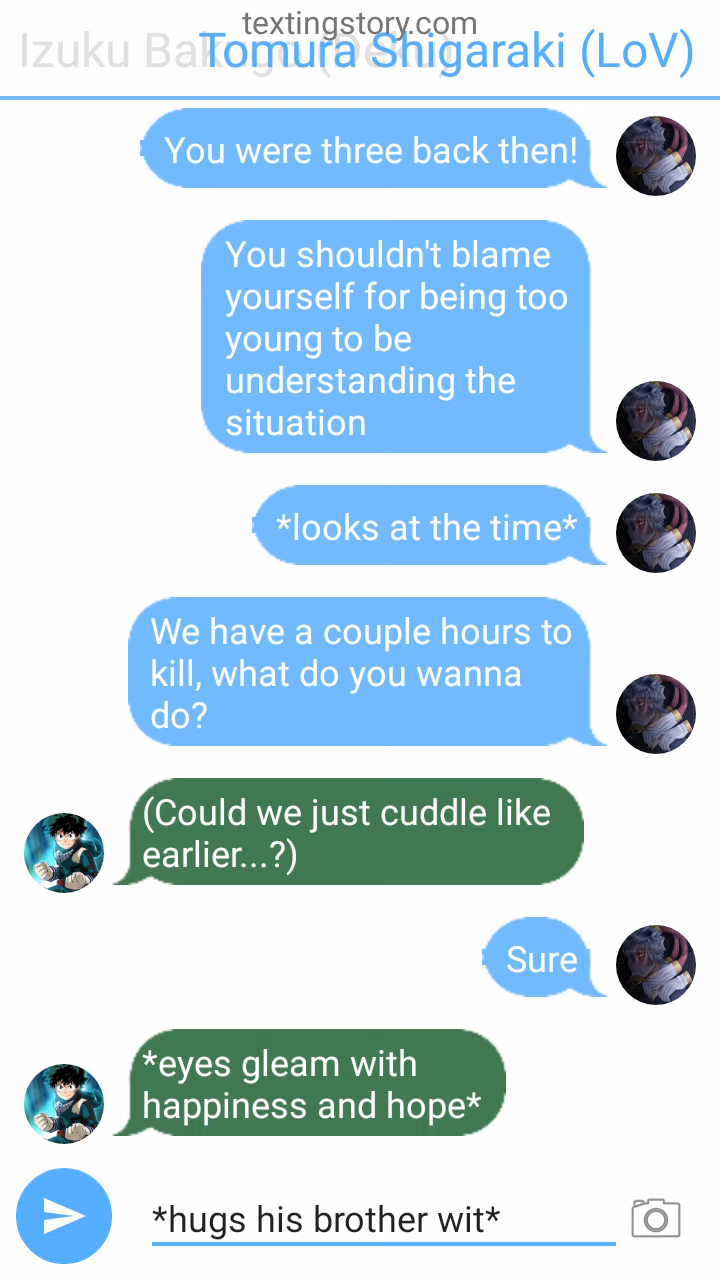 textingstory.com
Izuku Bakugo (Deku)
Tomura Shigaraki (LoV)
You were three back then!
You shouldn't blame
yourself for being too
young to be
understanding the
situation
*looks at the time*
We have a couple hours to
kill, what do you wanna
do?
(Could we just cuddle like
earlier...?)
Sure
*eyes gleam with
happiness and hope*
*hugs his brother wit*